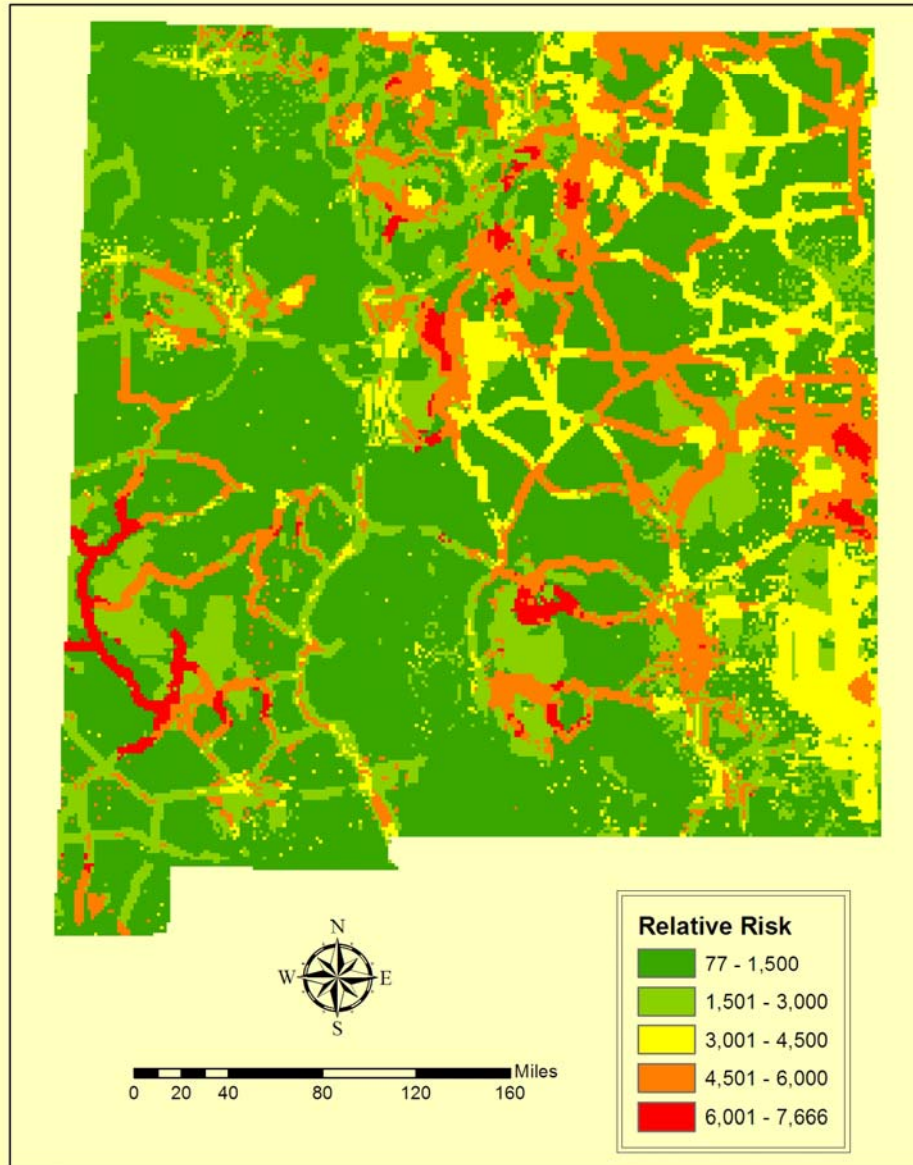 N
W E
S
Miles
0 20 40 80 120 160
Relative Risk
77 - 1,500
1,501 - 3,000
3,001 - 4,500
4,501 - 6,000
6,001 - 7,666